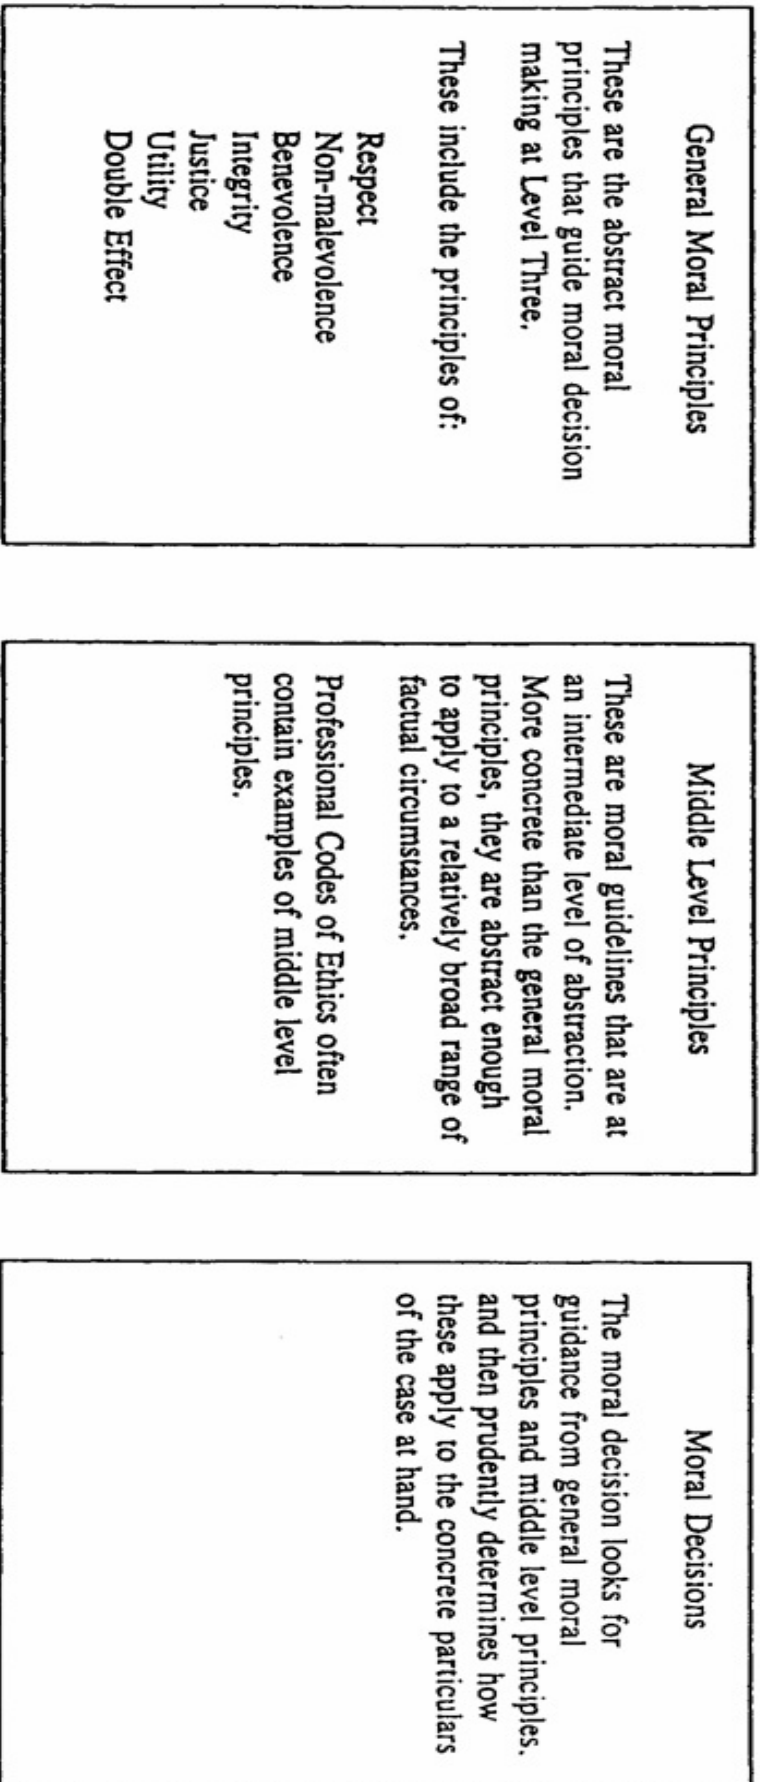 General Moral Principles
These are the abstract moral
principles that guide moral decision
making at Level Three.
These include the principles of:
Respect
Non-malevolence
Benevolence
Integrity
Justice
Utility
Double Effect
Middle Level Principles
These are moral guidelines that are at
an intermediate level of abstraction.
More concrete than the general moral
principles, they are abstract enough
to apply to a relatively broad range of
factual circumstances.
Professional Codes of Ethics often
contain examples of middle level
principles.
Moral Decisions
The moral decision looks for
guidance from general moral
principles and middle level principles.
and then prudently determines how
these apply to the concrete particulars
of the case at hand.